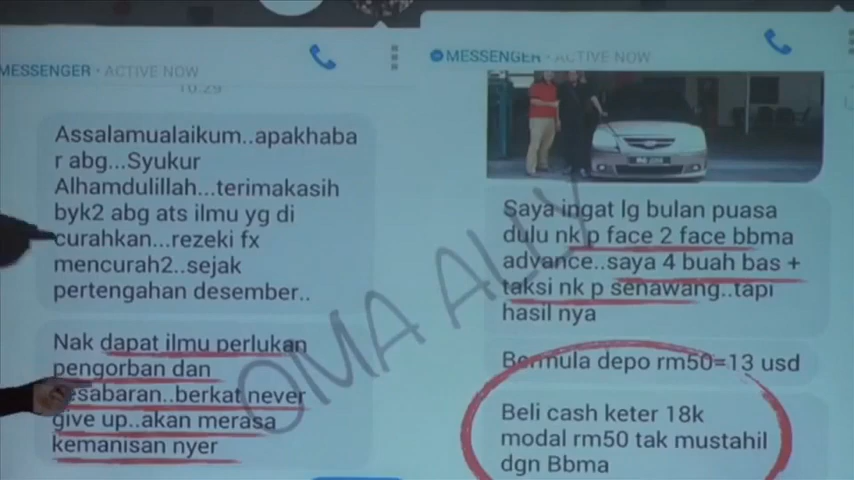 MESSENGER • ACTIVE NOW
10:29
Assalamualaikum..apakhaba
r abg...Syukur
Alhamdulillah...terimakasih
byk2 abg ats ilmu yg di
curahkan...rezeki fx
mencurah2..sejak
pertengahan desember..
Nak dapat ilmu perlukan
pengorban dan
kesabaran..berkat never
give up..akan merasa
kemanisan nyer
MESSENGER • ACTIVE NOW
Saya ingat lg bulan puasa
dulu nk p face 2 face bbma
advance..saya 4 buah bas +
taksi nk p senawang..tapi
hasil nya
Bermula depo rm50=13 usd
Beli cash keter 18k
modal rm50 tak mustahil
dgn Bbma
OMA ALLY